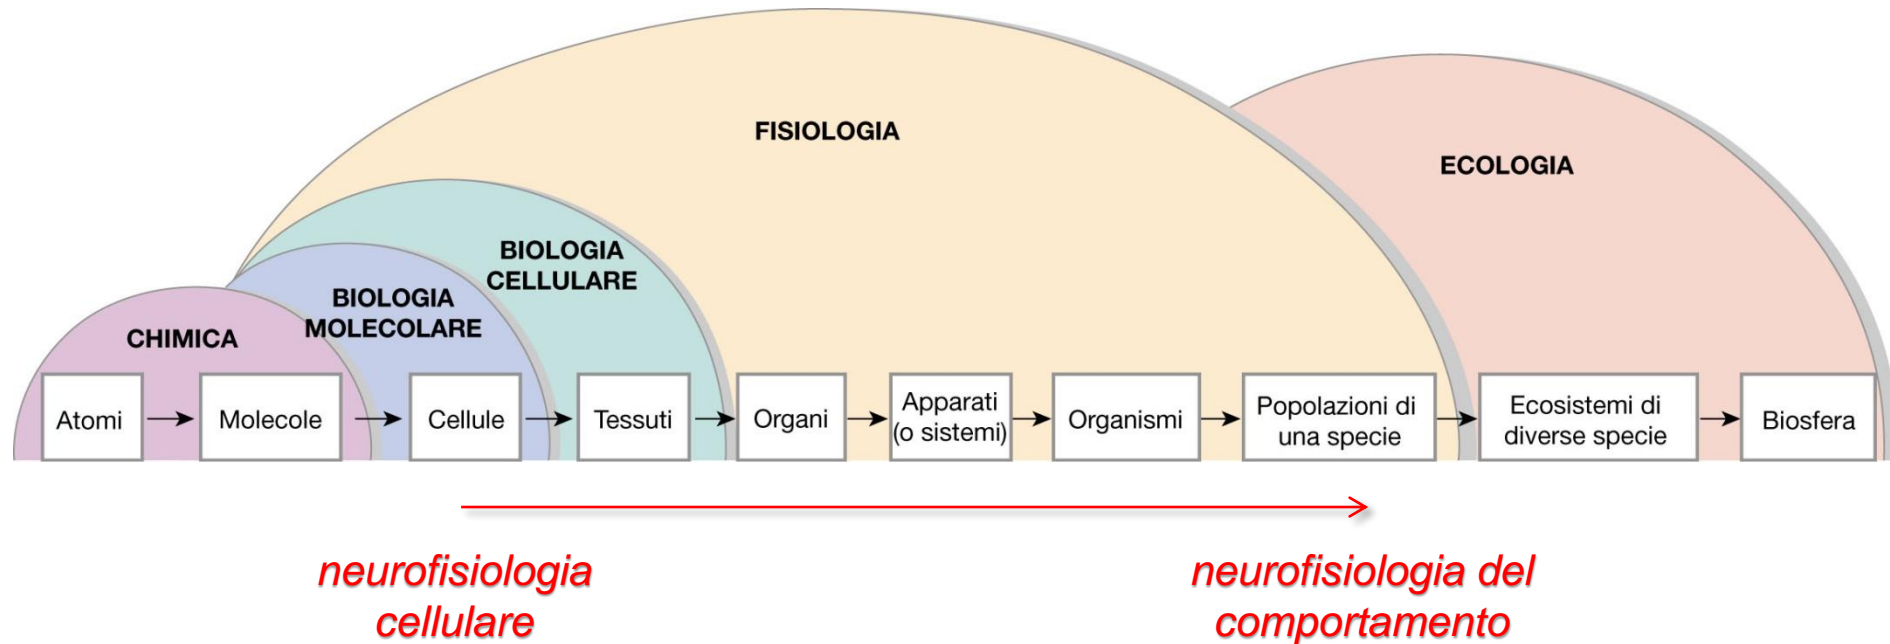 FISIOLOGIA
ECOLOGIA
BIOLOGIA
CELLULARE
BIOLOGIA
MOLECOLARE
CHIMICA
Atomi
Molecole
Cellule
Tessuti
Organi
Apparati
(o sistemi)
Organismi
Popolazioni di
una specie
Ecosistemi di
diverse specie
Biosfera
neurofisiologia
cellulare
neurofisiologia del
comportamento